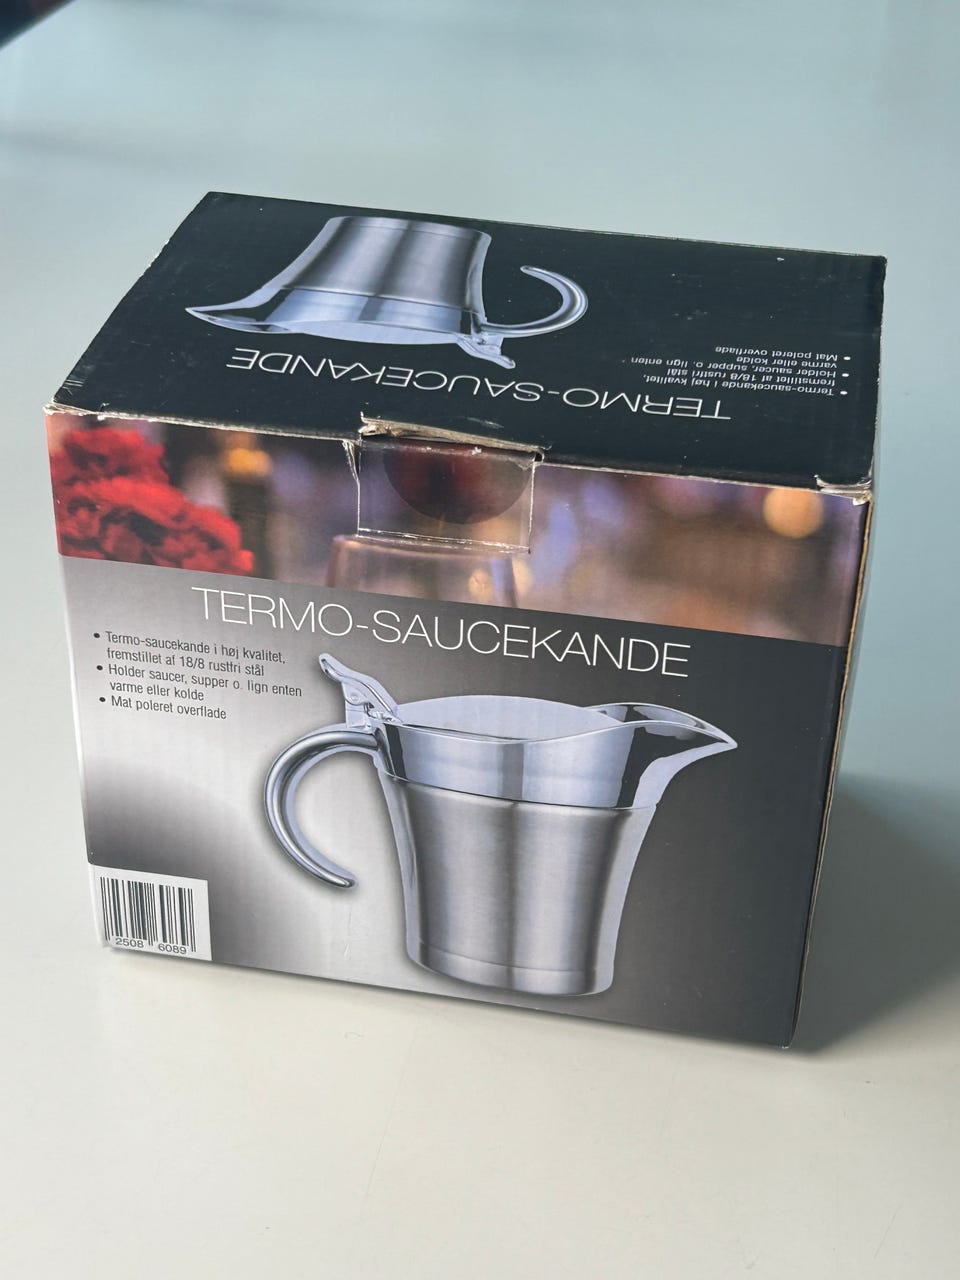 TERMO-SAUCEKANDE
• Termo-saucekande i høj kvalitet,
fremstillet af 18/8 rustfri stål
• Holder saucer, supper o. lign enten
varme eller kolde
• Mat poleret overflade
TERMO-SAUCEKANDE
• Termo-saucekande i høj kvalitet,
fremstillet af 18/8 rustfri stål
• Holder saucer, supper o. lign enten
varme eller kolde
• Mat poleret overflade
2508 6089